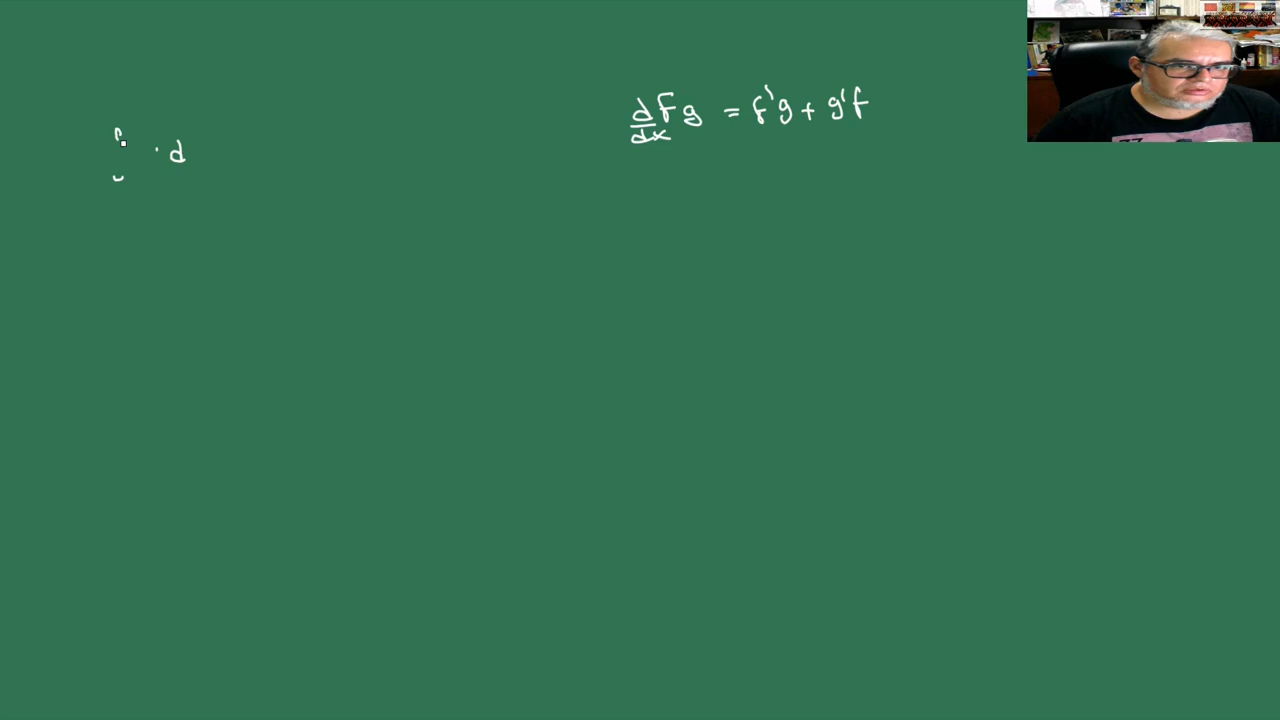 d/dx fg = f'g + g'f
· d